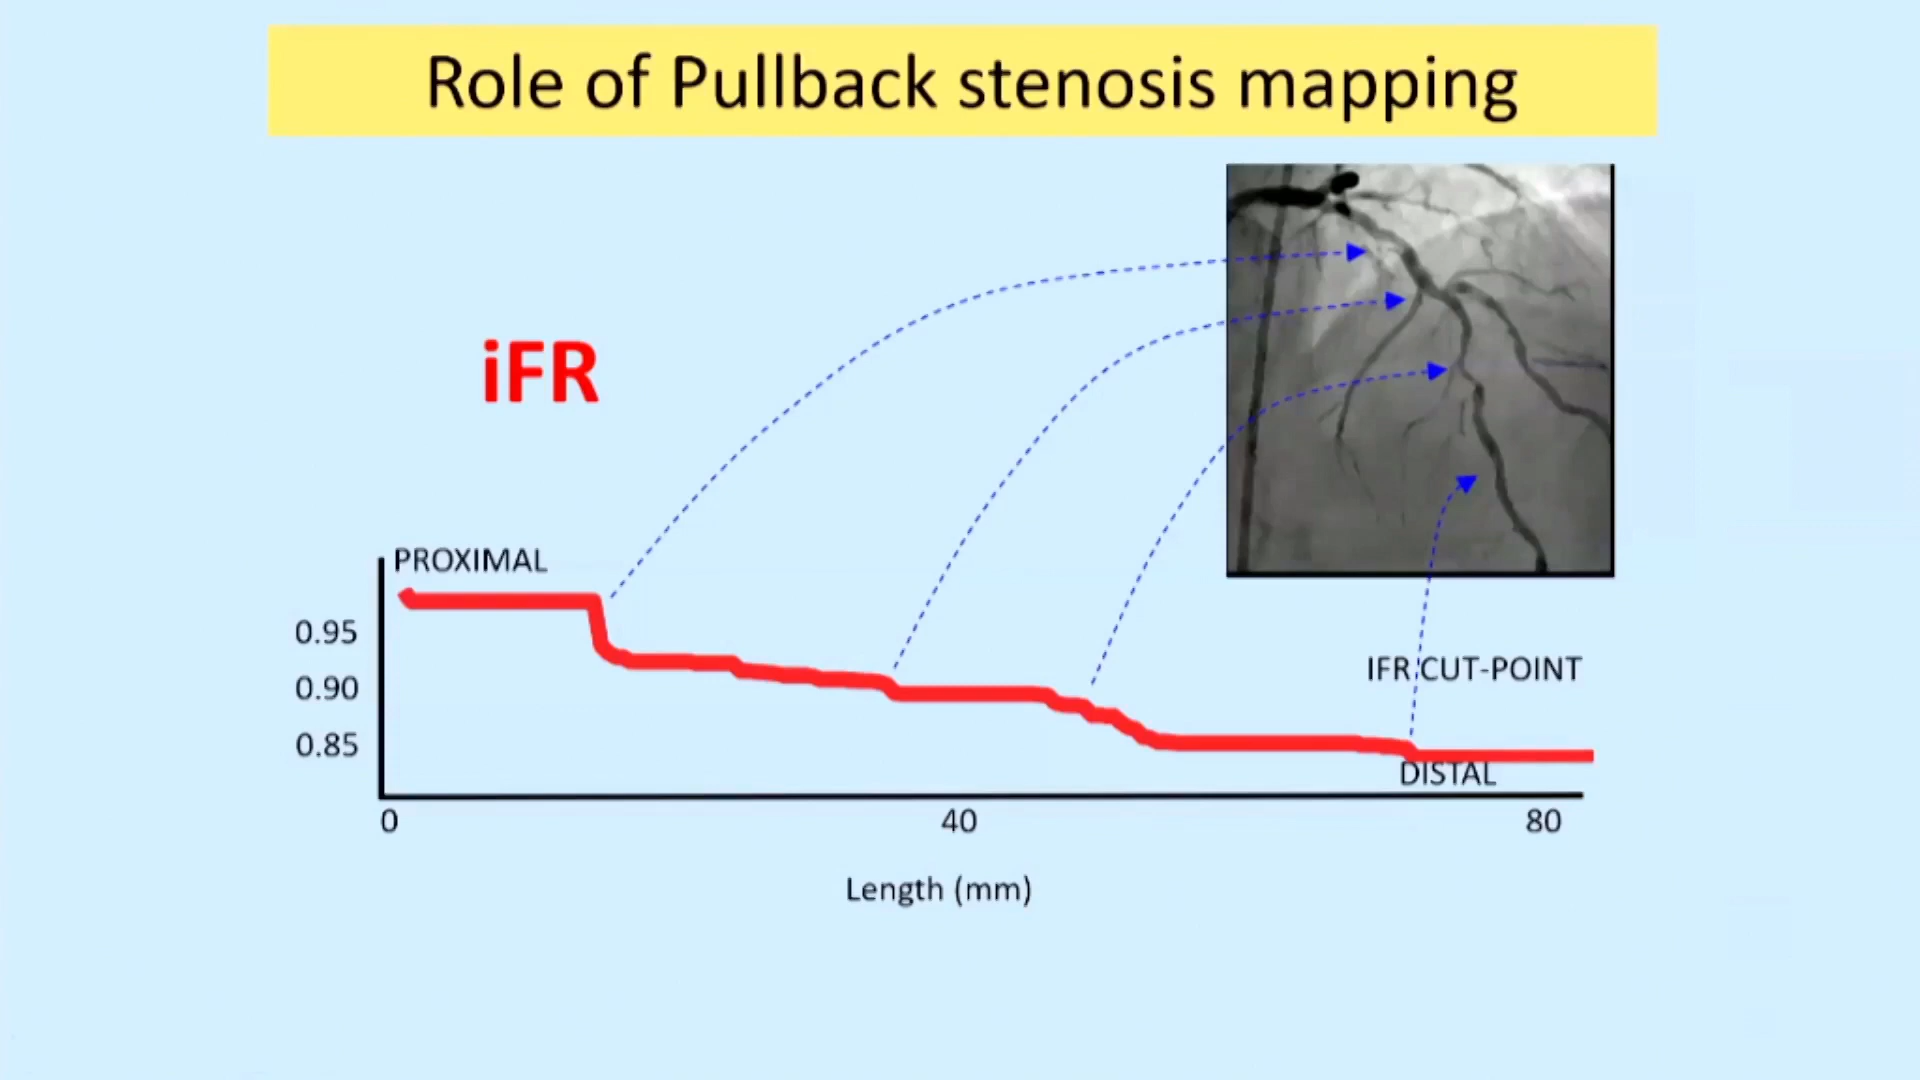 Role of Pullback stenosis mapping
iFR
PROXIMAL
0.95
IFR CUT-POINT
0.90
0.85
DISTAL
0
40
80
Length (mm)